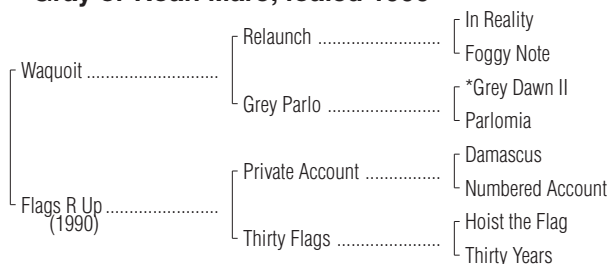 In Reality
Relaunch ............................
Foggy Note
Waquoit ..............................
*Grey Dawn II
Grey Parlo ..........................
Parlomia
Damascus
Private Account .................
Numbered Account
Flags R Up ..........................
(1990)
Hoist the Flag
Thirty Flags ........................
Thirty Years